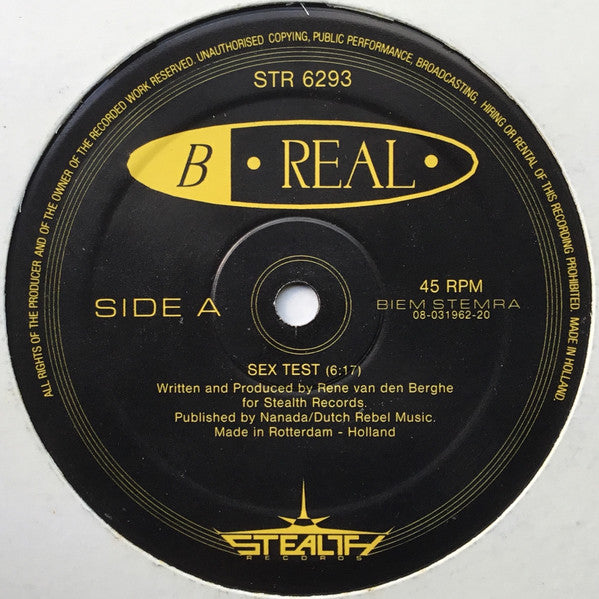 ALL RIGHTS OF THE PRODUCER AND OF THE OWNER OF THE RECORDED WORK RESERVED. UNAUTHORISED COPYING, PUBLIC PERFORMANCE, BROADCASTING, HIRING OR RENTAL OF THIS RECORDING PROHIBITED. MADE IN HOLLAND.
STR 6293
B • REAL •
SIDE A
45 RPM
BIEM STEMRA
08-031962-20
SEX TEST (6:17)
Written and Produced by Rene van den Berghe
for Stealth Records.
Published by Nanada/Dutch Rebel Music.
Made in Rotterdam - Holland
STEALTH
RECORDS